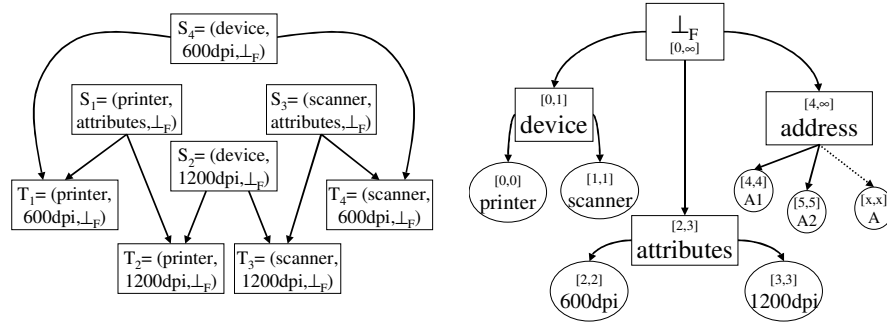 S₄= (device,
600dpi,⊥F)
S₁= (printer,
attributes,⊥F)
S₃= (scanner,
attributes,⊥F)
S₂= (device,
1200dpi,⊥F)
T₁= (printer,
600dpi,⊥F)
T₄= (scanner,
600dpi,⊥F)
T₂= (printer,
1200dpi,⊥F)
T₃= (scanner,
1200dpi,⊥F)
⊥F
[0,∞]
[0,1]
device
[4,∞]
address
[0,0]
printer
[1,1]
scanner
[4,4]
A1
[5,5]
A2
[x,x]
A
[2,3]
attributes
[2,2]
600dpi
[3,3]
1200dpi